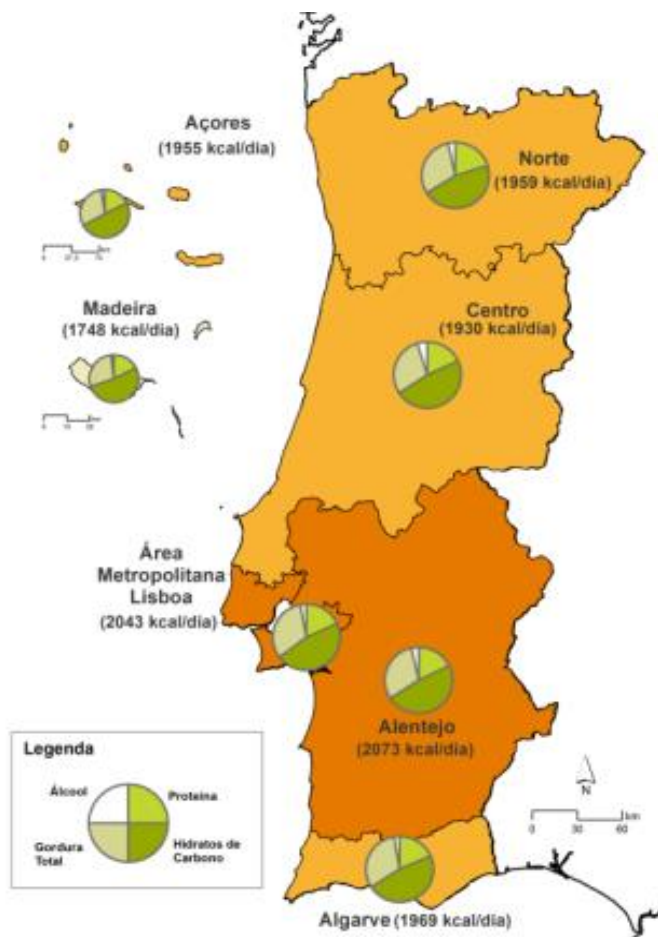 Açores
(1955 kcal/dia)
Norte
(1959 kcal/dia)
Madeira
(1748 kcal/dia)
Centro
(1930 kcal/dia)
Área
Metropolitana
Lisboa
(2043 kcal/dia)
Alentejo
(2073 kcal/dia)
Legenda
Álcool
Proteína
Gordura
Total
Hidratos de
Carbono
N
km
0 30 60
Algarve (1969 kcal/dia)